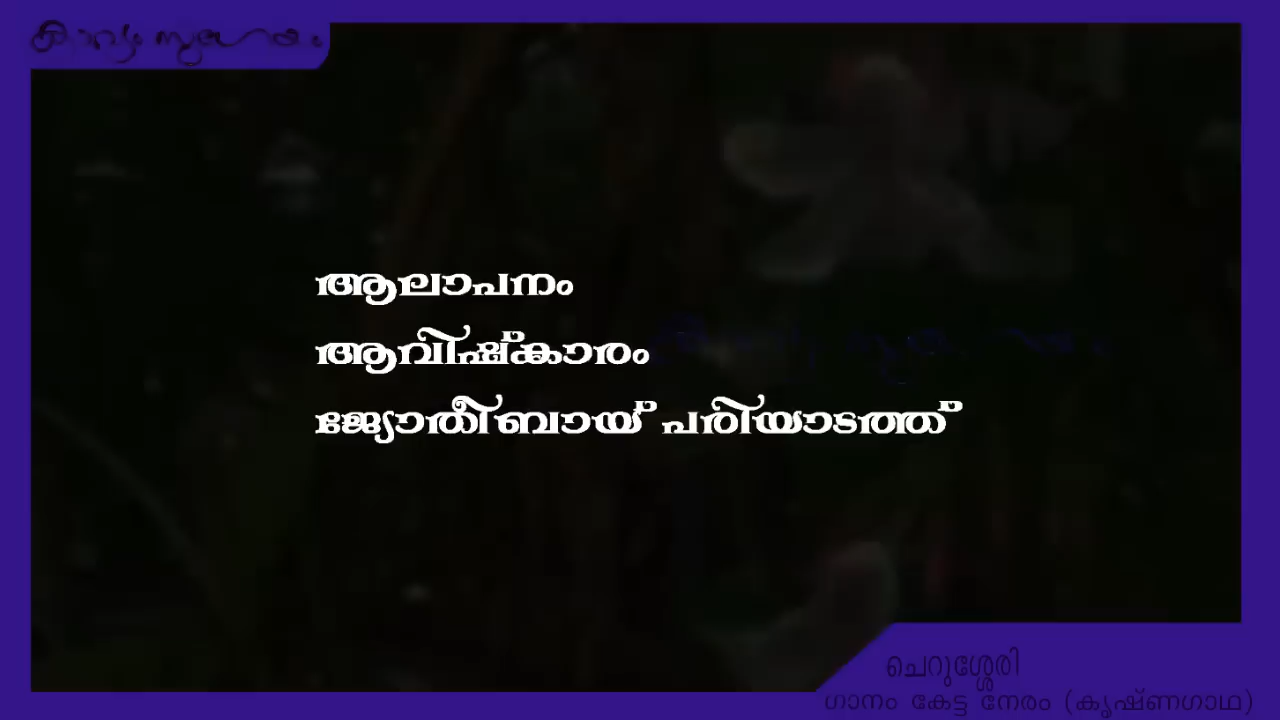 ആലാപനം
ആവിഷ്ക്കാരം
ജ്യോതീബായ് പരിയാടത്ത്
ചെറുശ്ശേരി
ഗാനം കേട്ട നേരം (കൃഷ്ണഗാഥ)